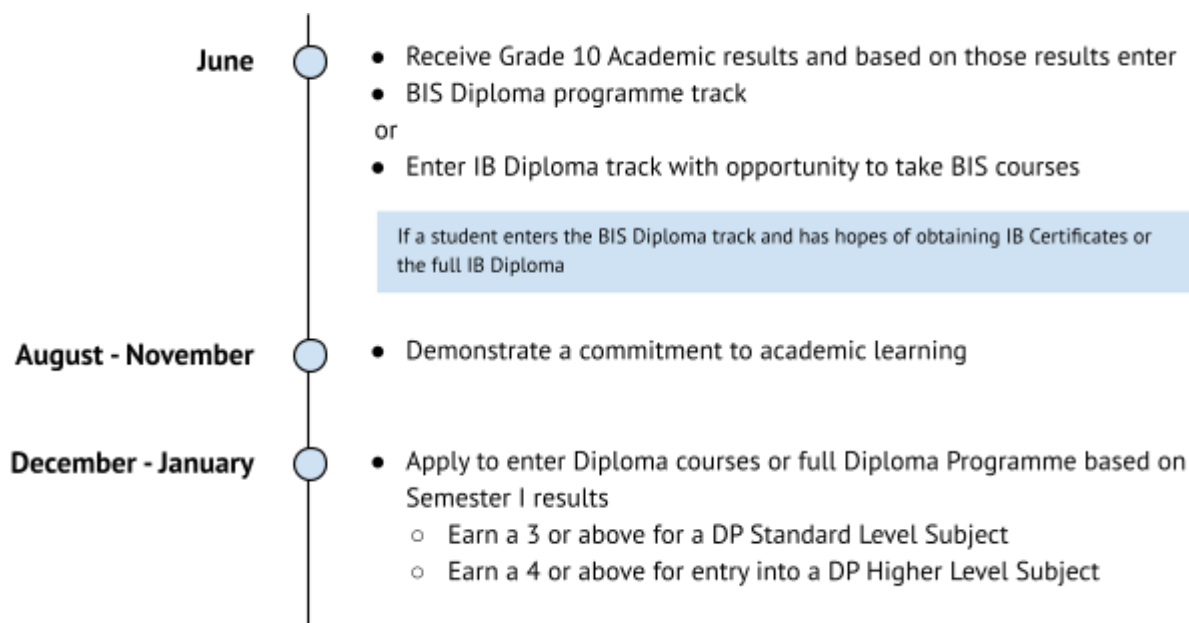 June
● Receive Grade 10 Academic results and based on those results enter
● BIS Diploma programme track
or
● Enter IB Diploma track with opportunity to take BIS courses
If a student enters the BIS Diploma track and has hopes of obtaining IB Certificates or
the full IB Diploma
August - November
● Demonstrate a commitment to academic learning
December - January
● Apply to enter Diploma courses or full Diploma Programme based on
Semester I results
○ Earn a 3 or above for a DP Standard Level Subject
○ Earn a 4 or above for entry into a DP Higher Level Subject